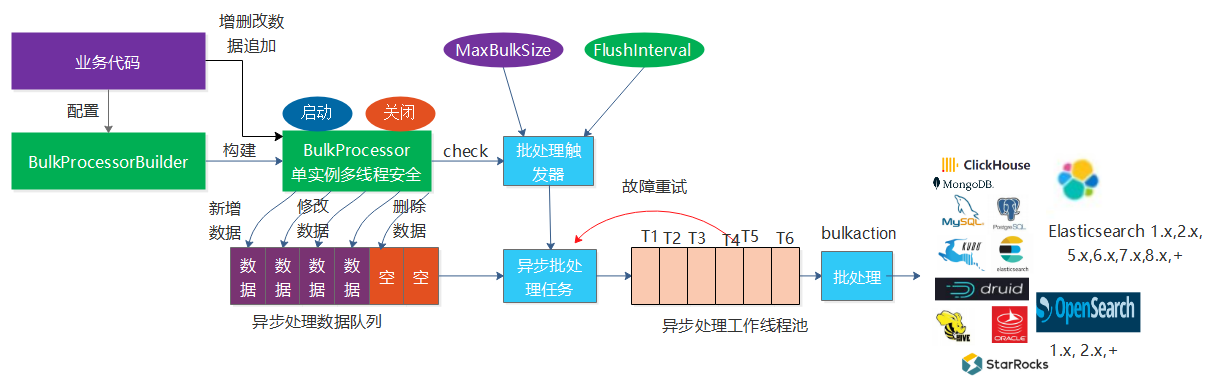 增删改数
据追加
业务代码
MaxBulkSize
FlushInterval
配置
启动
关闭
BulkProcessorBuilder
构建
BulkProcessor
单实例多线程安全
check
批处理触
发器
故障重试
新增
数据
修改
数据
删除
数据
T1 T2 T3 T4 T5 T6
bulkaction
数据
数据
数据
数据
空
空
异步批处
理任务
批处理
异步处理数据队列
异步处理工作线程池
ClickHouse
MongoDB.
MySQL
PostgreSQL
KUDU
elasticsearch
druid
HIVE
ORACLE
StarRocks
Elasticsearch 1.x,2.x,
5.x,6.x,7.x,8.x,+
OpenSearch
1.x, 2.x,+